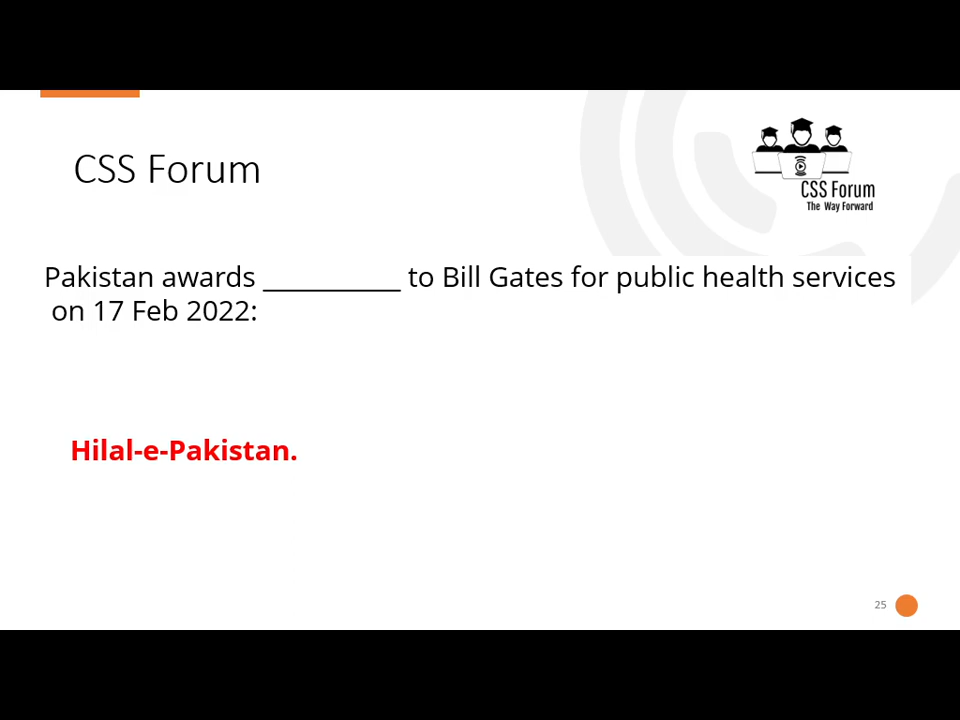 CSS Forum
CSS Forum
The Way Forward
Pakistan awards __________ to Bill Gates for public health services
on 17 Feb 2022:
Hilal-e-Pakistan.
25